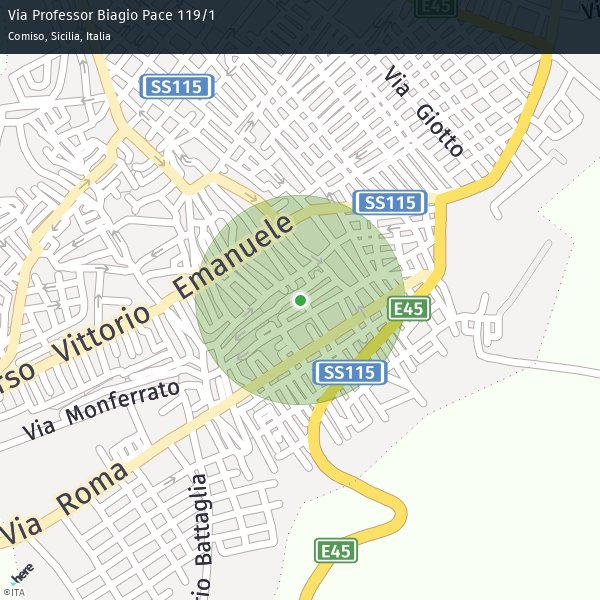 Via Professor Biagio Pace 119/1
Comiso, Sicilia, Italia
E45
Vi
SS115
Via Giotto
SS115
Corso Vittorio Emanuele
E45
SS115
Via Monferrato
Via Roma
rio Battaglia
E45
here
©ITA